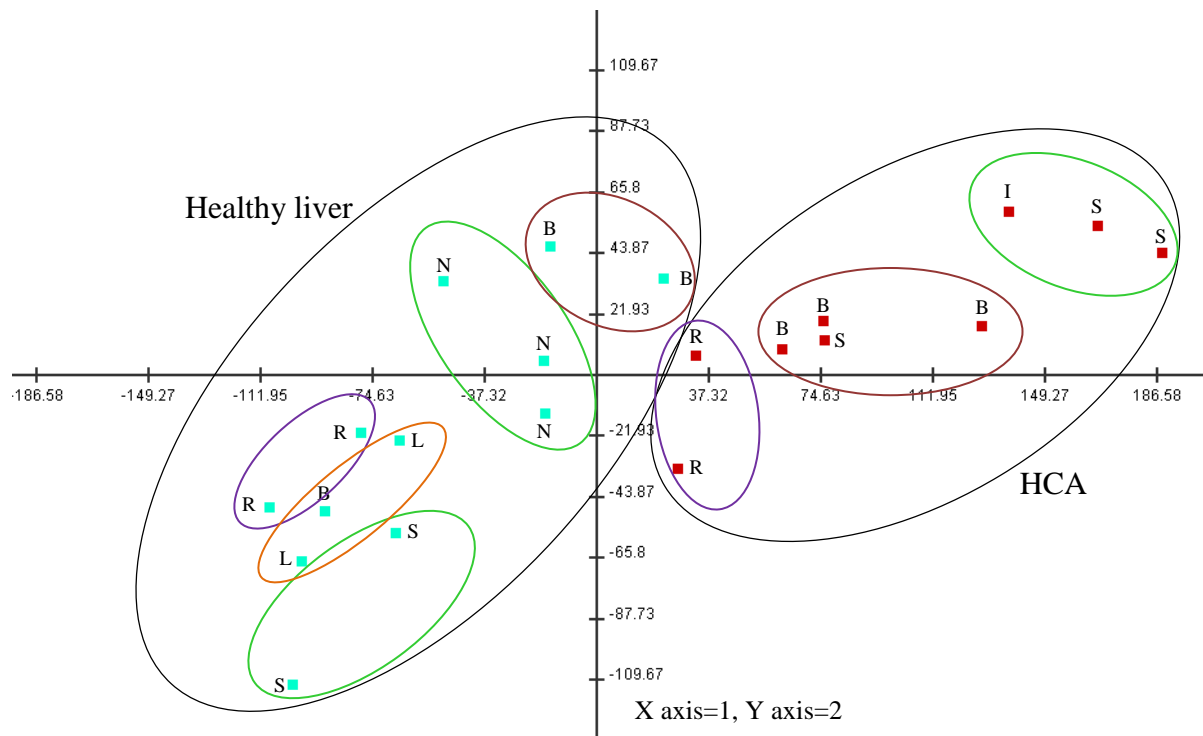 109.67
87.73
65.8
Healthy liver
I
S
S
B
B
N
43.87
21.93
B
B
B
S
R
N
-186.58
-149.27
-111.95
-74.63
-37.32
37.32
74.63
111.95
149.27
186.58
N
-21.93
R
L
R
HCA
-43.87
B
R
S
L
-65.8
-87.73
S
-109.67
X axis=1, Y axis=2